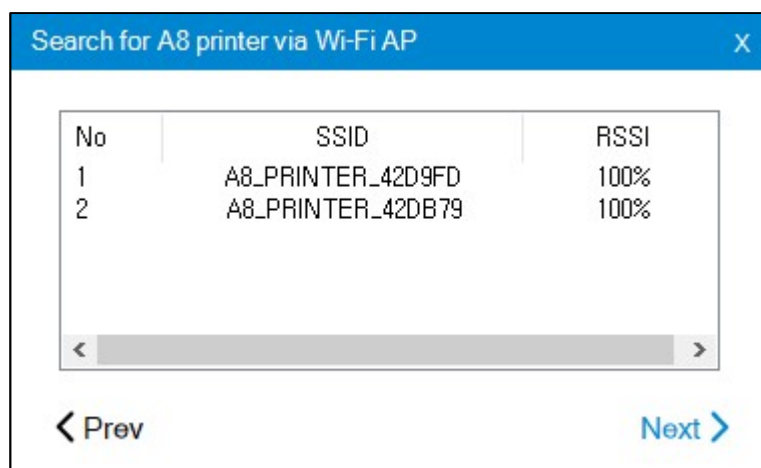 Search for A8 printer via Wi-Fi AP X
No SSID RSSI
1 A8_PRINTER_42D9FD 100%
2 A8_PRINTER_42DB79 100%
Prev Next